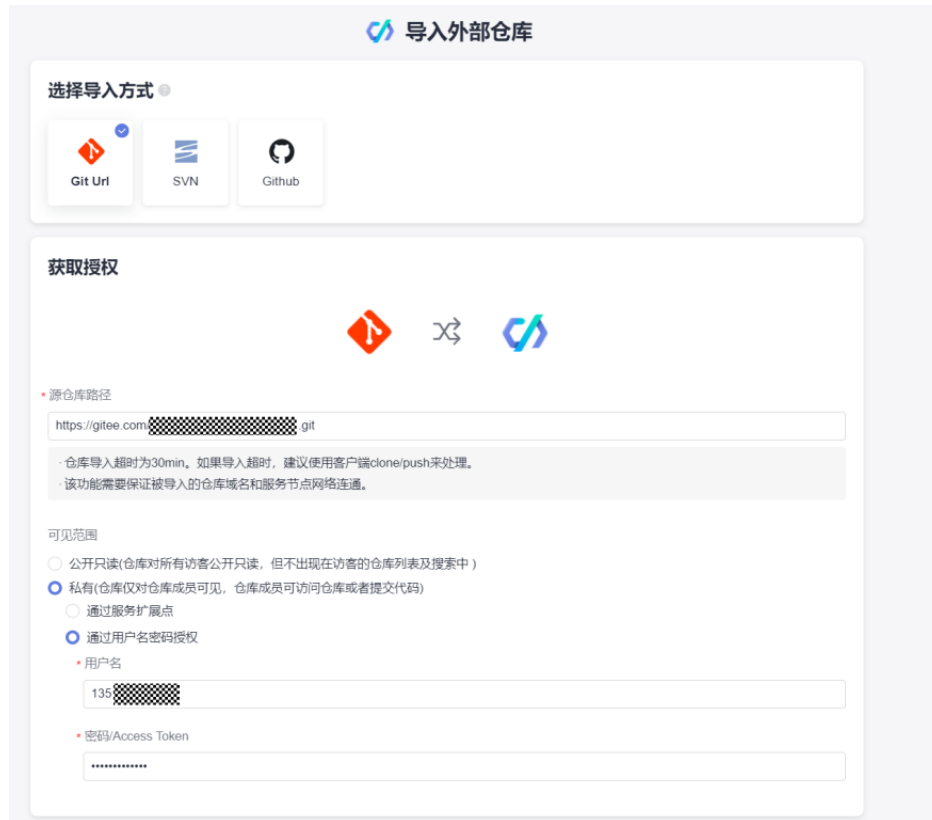 导入外部仓库
选择导入方式
Git Url
SVN
Github
获取授权
* 源仓库路径
https://gitee.com/ .git
· 仓库导入超时为30min。如果导入超时，建议使用客户端clone/push来处理。
· 该功能需要保证被导入的仓库域名和服务节点网络连通。
可见范围
公开只读(仓库对所有访客公开只读，但不出现在访客的仓库列表及搜索中 )
私有(仓库仅对仓库成员可见，仓库成员可访问仓库或者提交代码)
通过服务扩展点
通过用户名密码授权
* 用户名
135
* 密码/Access Token
•••••••••••••